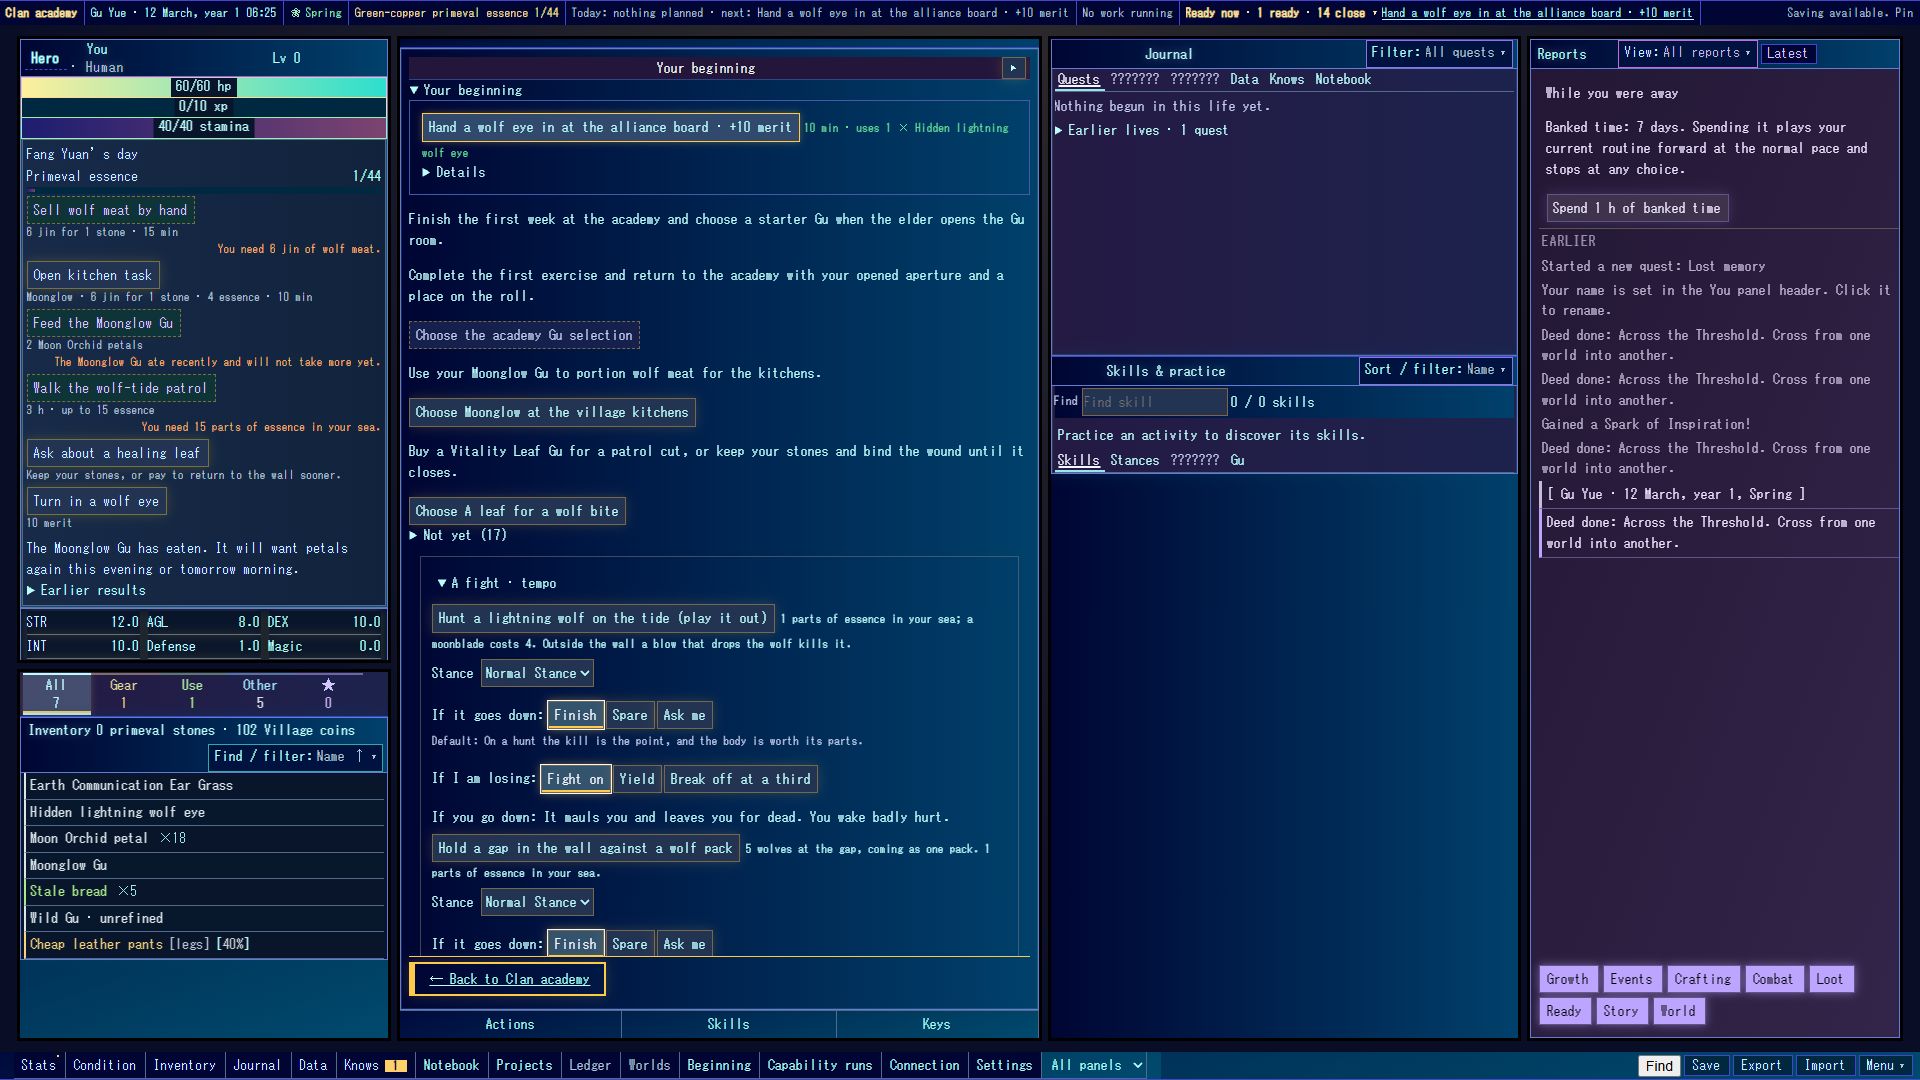 Clan academy
Gu Yue · 12 March, year 1 06:25
❀ Spring
Green-copper primeval essence 1/44
Today: nothing planned · next: Hand a wolf eye in at the alliance board · +10 merit
No work running
Ready now · 1 ready · 14 close ▾ Hand a wolf eye in at the alliance board · +10 merit
Saving available. Pin
Hero · You
Human
Lv 0
60/60 hp
0/10 xp
40/40 stamina
Fang Yuan's day
Primeval essence 1/44
Sell wolf meat by hand
6 jin for 1 stone · 15 min
You need 6 jin of wolf meat.
Open kitchen task
Moonglow · 6 jin for 1 stone · 4 essence · 10 min
Feed the Moonglow Gu
2 Moon Orchid petals
The Moonglow Gu ate recently and will not take more yet.
Walk the wolf-tide patrol
3 h · up to 15 essence
You need 15 parts of essence in your sea.
Ask about a healing leaf
Keep your stones, or pay to return to the wall sooner.
Turn in a wolf eye
10 merit
The Moonglow Gu has eaten. It will want petals
again this evening or tomorrow morning.
▶ Earlier results
STR 12.0 AGL 8.0 DEX 10.0
INT 10.0 Defense 1.0 Magic 0.0
All Gear Use Other ★
7 1 1 5 0
Inventory 0 primeval stones · 102 Village coins
Find / filter: Name ↑ ▾
Earth Communication Ear Grass
Hidden lightning wolf eye
Moon Orchid petal ×18
Moonglow Gu
Stale bread ×5
Wild Gu · unrefined
Cheap leather pants [legs] [40%]
Your beginning
▸
▼ Your beginning
Hand a wolf eye in at the alliance board · +10 merit 10 min · uses 1 × Hidden lightning
wolf eye
▶ Details
Finish the first week at the academy and choose a starter Gu when the elder opens the Gu
room.
Complete the first exercise and return to the academy with your opened aperture and a
place on the roll.
Choose the academy Gu selection
Use your Moonglow Gu to portion wolf meat for the kitchens.
Choose Moonglow at the village kitchens
Buy a Vitality Leaf Gu for a patrol cut, or keep your stones and bind the wound until it
closes.
Choose A leaf for a wolf bite
▶ Not yet (17)
▼ A fight · tempo
Hunt a lightning wolf on the tide (play it out) 1 parts of essence in your sea; a
moonblade costs 4. Outside the wall a blow that drops the wolf kills it.
Stance Normal Stance
If it goes down: Finish Spare Ask me
Default: On a hunt the kill is the point, and the body is worth its parts.
If I am losing: Fight on Yield Break off at a third
If you go down: It mauls you and leaves you for dead. You wake badly hurt.
Hold a gap in the wall against a wolf pack 5 wolves at the gap, coming as one pack. 1
parts of essence in your sea.
Stance Normal Stance
If it goes down: Finish Spare Ask me
← Back to Clan academy
Actions Skills Keys
Journal
Filter: All quests ▾
Quests ??????? ??????? Data Knows Notebook
Nothing begun in this life yet.
▶ Earlier lives · 1 quest
Skills & practice
Sort / filter: Name ▾
Find Find skill 0 / 0 skills
Practice an activity to discover its skills.
Skills Stances ??????? Gu
Reports
View: All reports ▾
Latest
While you were away
Banked time: 7 days. Spending it plays your
current routine forward at the normal pace and
stops at any choice.
Spend 1 h of banked time
EARLIER
Started a new quest: Lost memory
Your name is set in the You panel header. Click it
to rename.
Deed done: Across the Threshold. Cross from one
world into another.
Deed done: Across the Threshold. Cross from one
world into another.
Gained a Spark of Inspiration!
Deed done: Across the Threshold. Cross from one
world into another.
[ Gu Yue · 12 March, year 1, Spring ]
Deed done: Across the Threshold. Cross from one
world into another.
Growth Events Crafting Combat Loot
Ready Story World
Stats Condition Inventory Journal Data Knows 1 Notebook Projects Ledger Worlds Beginning Capability runs Connection Settings All panels
Find Save Export Import Menu ▾